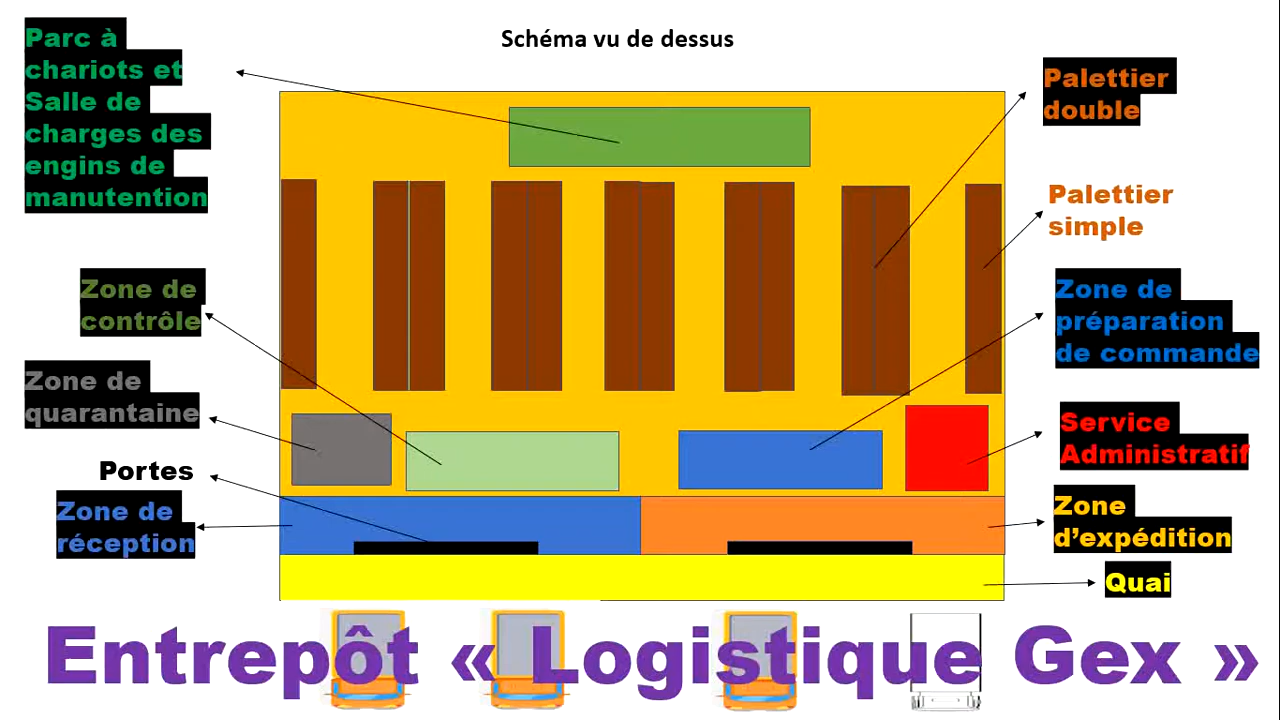 Schéma vu de dessus
Parc à
chariots et
Salle de
charges des
engins de
manutention
Zone de
contrôle
Zone de
quarantaine
Portes
Zone de
réception
Palettier
double
Palettier
simple
Zone de
préparation
de commande
Service
Administratif
Zone
d’expédition
Quai
Entrepôt « Logistique Gex »